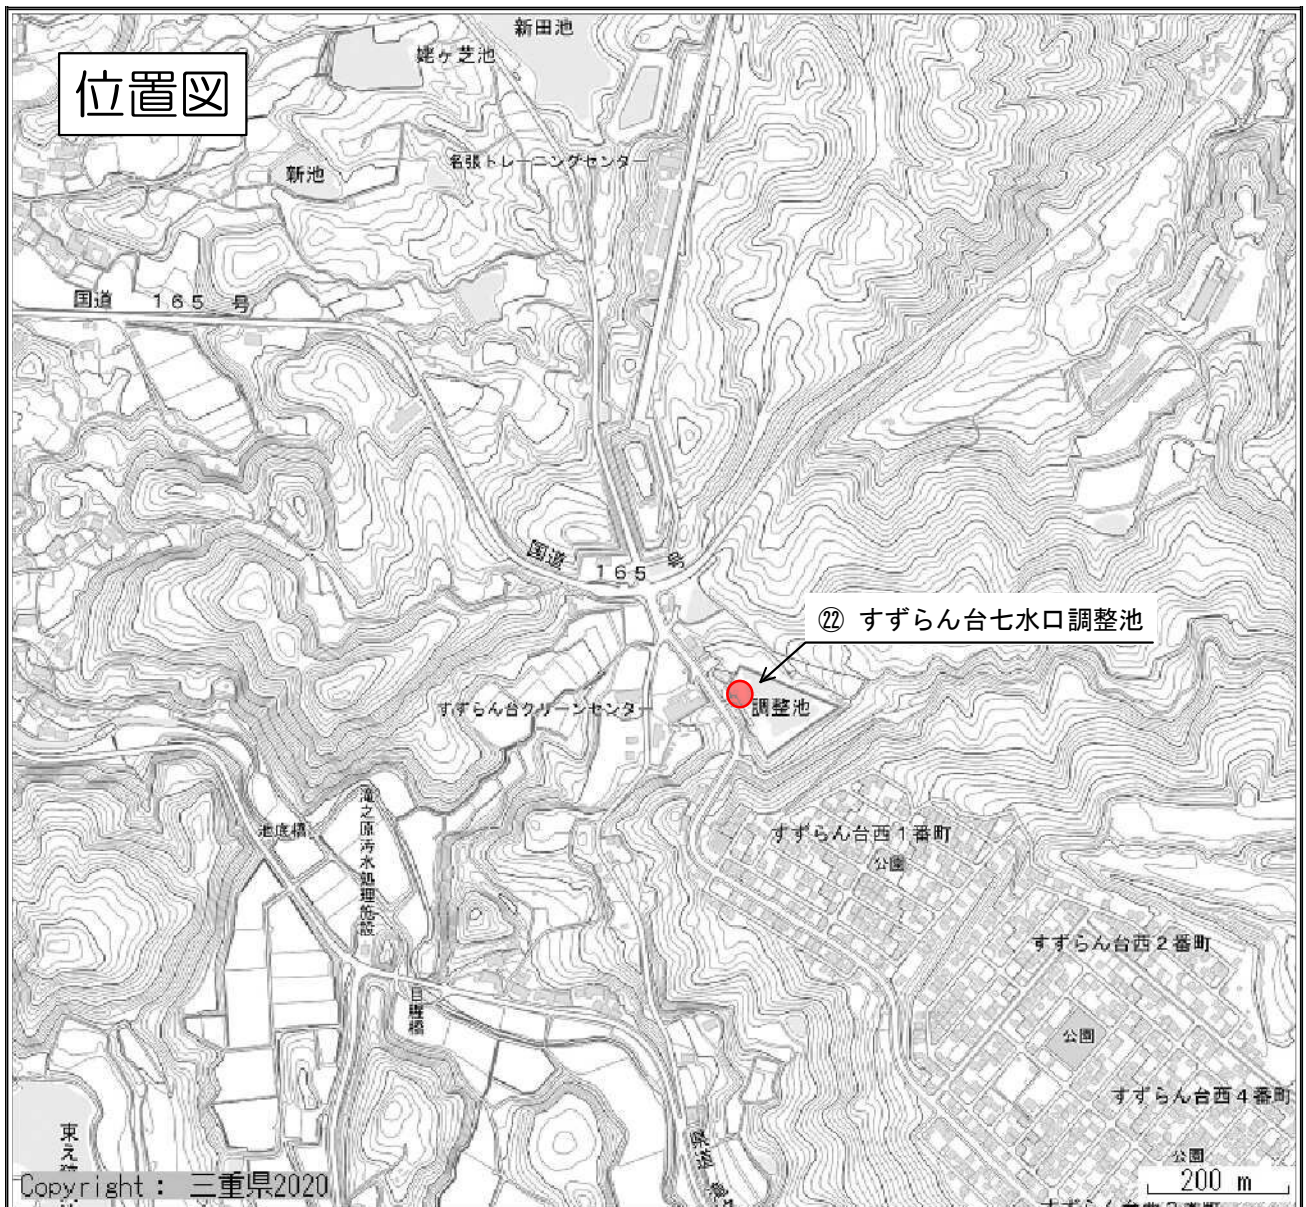 新田池
姥ヶ芝池
位置図
名張トレーニングセンター
新池
国道 165 号
国道 165 号
㉒ すずらん台七水口調整池
すずらん台クリーンセンター
調整池
滝之原汚水処理施設
池底橋
すずらん台西1番町
公園
すずらん台西2番町
公園
すずらん台西4番町
公園
Copyright： 三重県2020
200 m